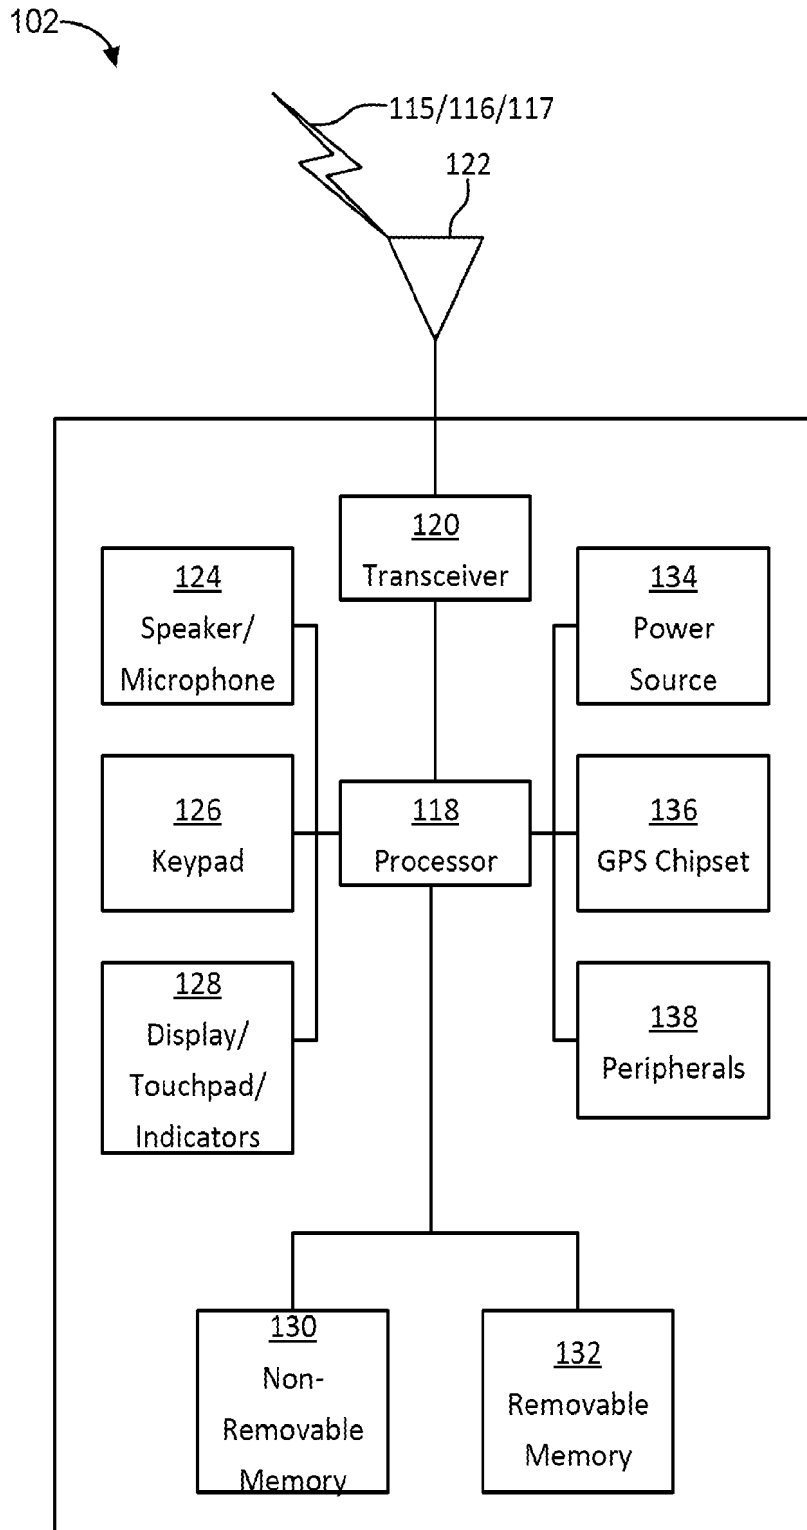 102
115/116/117
122
120
Transceiver
124
Speaker/
Microphone
134
Power
Source
126
Keypad
118
Processor
136
GPS Chipset
128
Display/
Touchpad/
Indicators
138
Peripherals
130
Non-
Removable
Memory
132
Removable
Memory